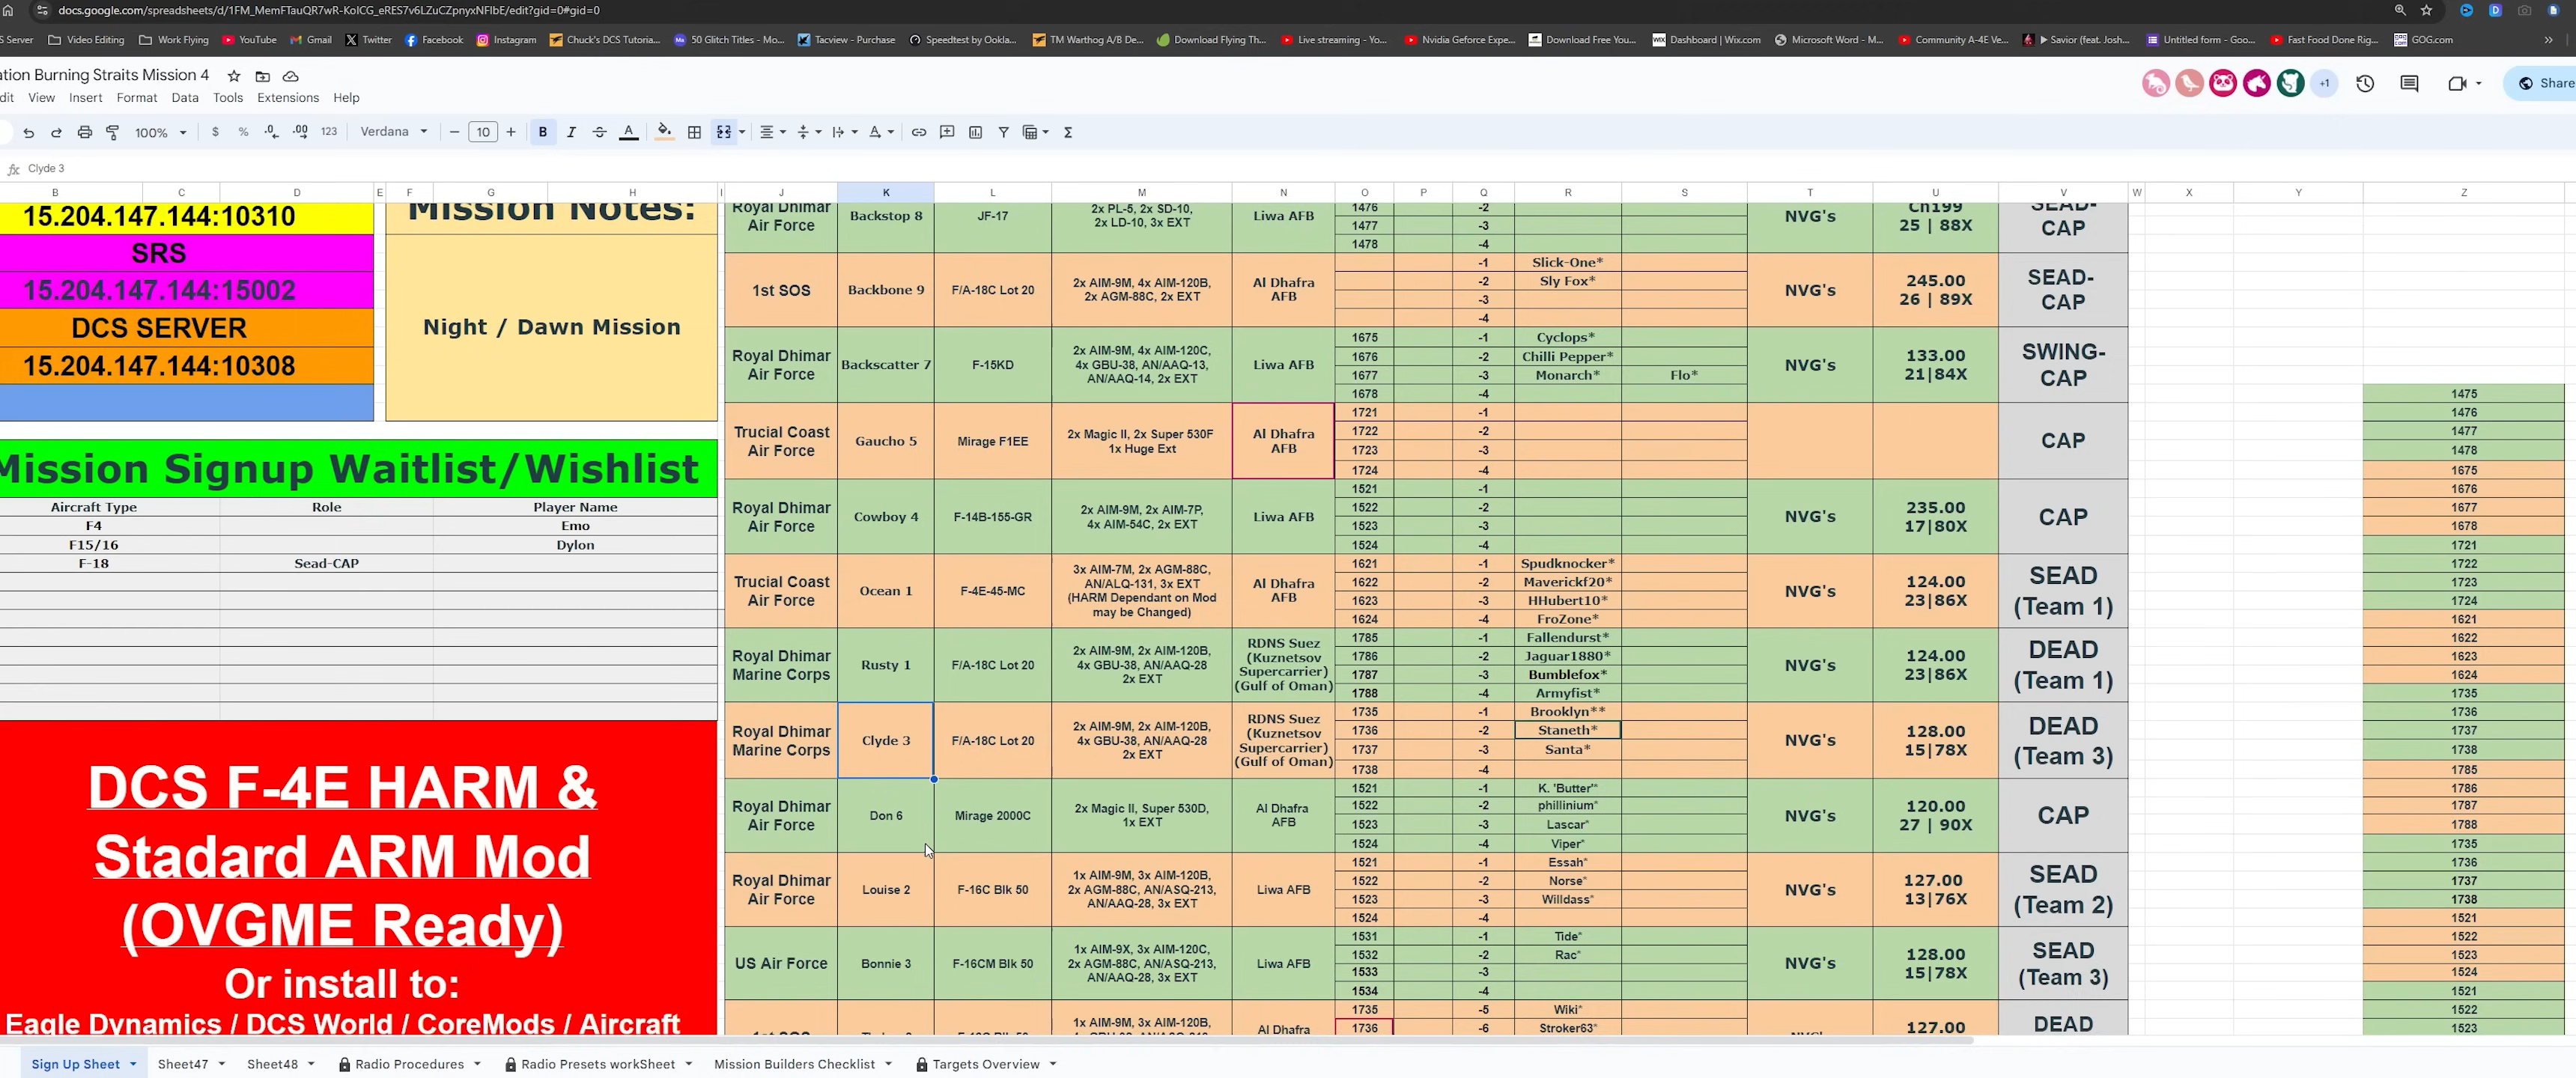 docs.google.com/spreadsheets/d/1FM_MemFTauQR7wR-KoICG_eRES7v6LZuCZpnyxNFIbE/edit?gid=0#gid=0
S Server Video Editing Work Flying YouTube Gmail Twitter Facebook Instagram Chuck's DCS Tutoria... 50 Glitch Titles - Mo... Tacview - Purchase Speedtest by Ookla... TM Warthog A/B De... Download Flying Th... Live streaming - Yo... Nvidia Geforce Expe... Download Free You... Dashboard | Wix.com Microsoft Word - M... Community A-4E Ve... Savior (feat. Josh... Untitled form - Goo... Fast Food Done Rig... GOG.com »
ation Burning Straits Mission 4
+1
Share
dit View Insert Format Data Tools Extensions Help
100% $ % .0 .00 123 Verdana − 10 + B I A Σ
fx Clyde 3
B C D E F G H I J K L M N O P Q R S T U V W X Y Z
15.204.147.144:10310
SRS
15.204.147.144:15002
DCS SERVER
15.204.147.144:10308
Mission Notes:
Night / Dawn Mission
Mission Signup Waitlist/Wishlist
Aircraft Type Role Player Name
F4 Emo
F15/16 Dylon
F-18 Sead-CAP
DCS F-4E HARM &
Stadard ARM Mod
(OVGME Ready)
Or install to:
Eagle Dynamics / DCS World / CoreMods / Aircraft
Royal Dhimar
Air Force
Backstop 8
JF-17
2x PL-5, 2x SD-10,
2x LD-10, 3x EXT
Liwa AFB
1476 -2
1477 -3
1478 -4
NVG's
Ch199
25 | 88X
SEAD-
CAP
1st SOS
Backbone 9
F/A-18C Lot 20
2x AIM-9M, 4x AIM-120B,
2x AGM-88C, 2x EXT
Al Dhafra
AFB
-1 Slick-One*
-2 Sly Fox*
-3
-4
NVG's
245.00
26 | 89X
SEAD-
CAP
Royal Dhimar
Air Force
Backscatter 7
F-15KD
2x AIM-9M, 4x AIM-120C,
4x GBU-38, AN/AAQ-13,
AN/AAQ-14, 2x EXT
Liwa AFB
1675 -1 Cyclops*
1676 -2 Chilli Pepper*
1677 -3 Monarch* Flo*
1678 -4
NVG's
133.00
21|84X
SWING-
CAP
Trucial Coast
Air Force
Gaucho 5
Mirage F1EE
2x Magic II, 2x Super 530F
1x Huge Ext
Al Dhafra
AFB
1721 -1
1722 -2
1723 -3
1724 -4
CAP
Royal Dhimar
Air Force
Cowboy 4
F-14B-155-GR
2x AIM-9M, 2x AIM-7P,
4x AIM-54C, 2x EXT
Liwa AFB
1521 -1
1522 -2
1523 -3
1524 -4
NVG's
235.00
17|80X
CAP
Trucial Coast
Air Force
Ocean 1
F-4E-45-MC
3x AIM-7M, 2x AGM-88C,
AN/ALQ-131, 3x EXT
(HARM Dependant on Mod
may be Changed)
Al Dhafra
AFB
1621 -1 Spudknocker*
1622 -2 Maverickf20*
1623 -3 HHubert10*
1624 -4 FroZone*
NVG's
124.00
23|86X
SEAD
(Team 1)
Royal Dhimar
Marine Corps
Rusty 1
F/A-18C Lot 20
2x AIM-9M, 2x AIM-120B,
4x GBU-38, AN/AAQ-28
2x EXT
RDNS Suez
(Kuznetsov
Supercarrier)
(Gulf of Oman)
1785 -1 Fallendurst*
1786 -2 Jaguar1880*
1787 -3 Bumblefox*
1788 -4 Armyfist*
NVG's
124.00
23|86X
DEAD
(Team 1)
Royal Dhimar
Marine Corps
Clyde 3
F/A-18C Lot 20
2x AIM-9M, 2x AIM-120B,
4x GBU-38, AN/AAQ-28
2x EXT
RDNS Suez
(Kuznetsov
Supercarrier)
(Gulf of Oman)
1735 -1 Brooklyn**
1736 -2 Staneth*
1737 -3 Santa*
1738 -4
NVG's
128.00
15|78X
DEAD
(Team 3)
Royal Dhimar
Air Force
Don 6
Mirage 2000C
2x Magic II, Super 530D,
1x EXT
Al Dhafra
AFB
1521 -1 K. 'Butter'*
1522 -2 phillinium*
1523 -3 Lascar*
1524 -4 Viper*
NVG's
120.00
27 | 90X
CAP
Royal Dhimar
Air Force
Louise 2
F-16C Blk 50
1x AIM-9M, 3x AIM-120B,
2x AGM-88C, AN/ASQ-213,
AN/AAQ-28, 3x EXT
Liwa AFB
1521 -1 Essah*
1522 -2 Norse*
1523 -3 Willdass*
1524 -4
NVG's
127.00
13|76X
SEAD
(Team 2)
US Air Force
Bonnie 3
F-16CM Blk 50
1x AIM-9X, 3x AIM-120C,
2x AGM-88C, AN/ASQ-213,
AN/AAQ-28, 3x EXT
Liwa AFB
1531 -1 Tide*
1532 -2 Rac*
1533 -3
1534 -4
NVG's
128.00
15|78X
SEAD
(Team 3)
1x AIM-9M, 3x AIM-120B,
Al Dhafra
1735 -5 Wiki*
1736 -6 Stroker63*
127.00
DEAD
1475
1476
1477
1478
1675
1676
1677
1678
1721
1722
1723
1724
1621
1622
1623
1624
1735
1736
1737
1738
1785
1786
1787
1788
1735
1736
1737
1738
1521
1522
1523
1524
1521
1522
1523
Sign Up Sheet Sheet47 Sheet48 Radio Procedures Radio Presets workSheet Mission Builders Checklist Targets Overview